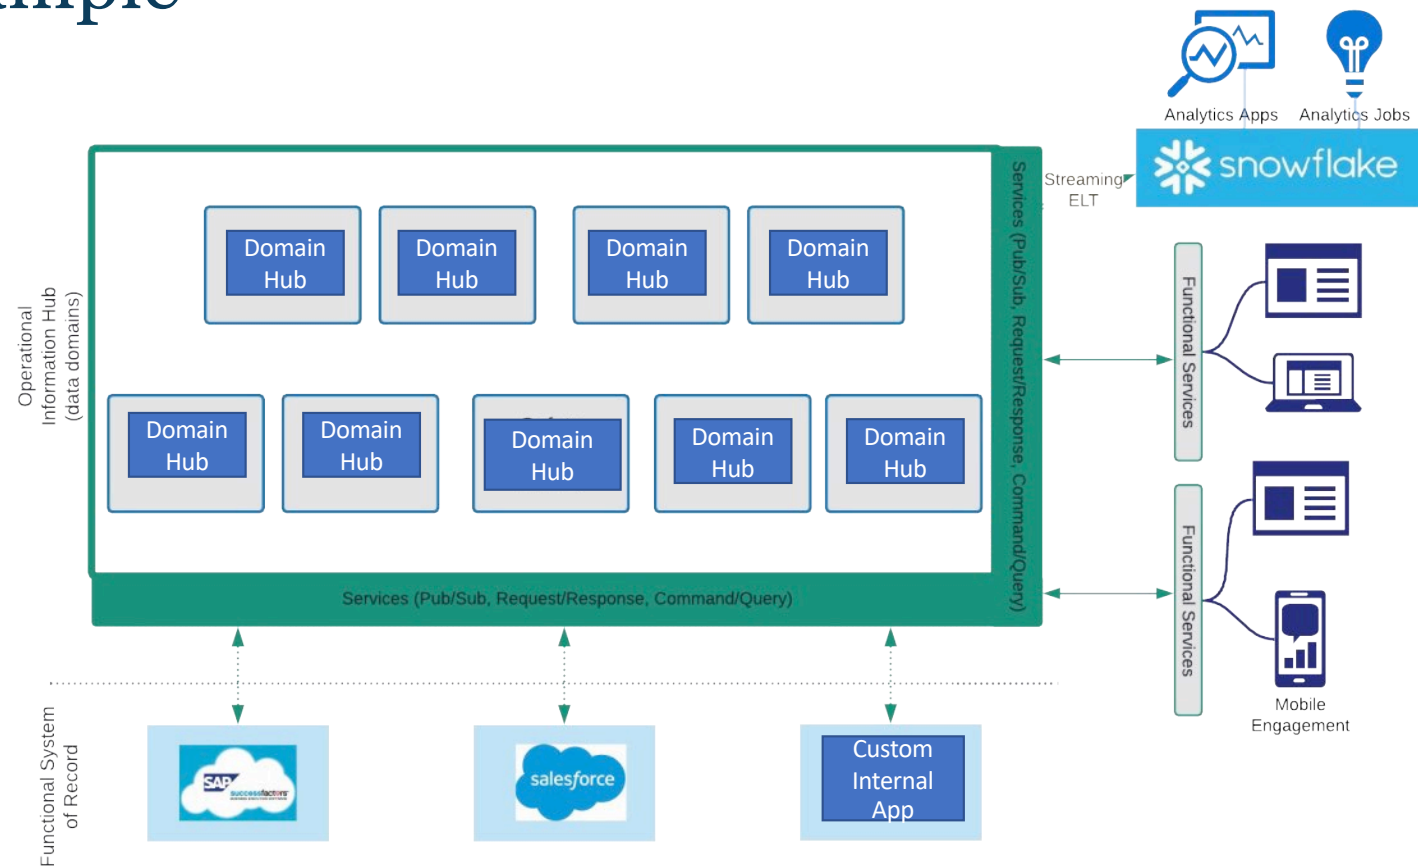 Analytics Apps
Analytics Jobs
snowflake
Streaming
ELT
Operational
Information Hub
(data domains)
Domain
Hub
Domain
Hub
Domain
Hub
Domain
Hub
Domain
Hub
Domain
Hub
Domain
Hub
Domain
Hub
Domain
Hub
Services (Pub/Sub, Request/Response, Command/Query)
Services (Pub/Sub, Request/Response, Command/Query)
Functional Services
Functional Services
Mobile
Engagement
Functional System
of Record
SAP
successfactors
salesforce
Custom
Internal
App